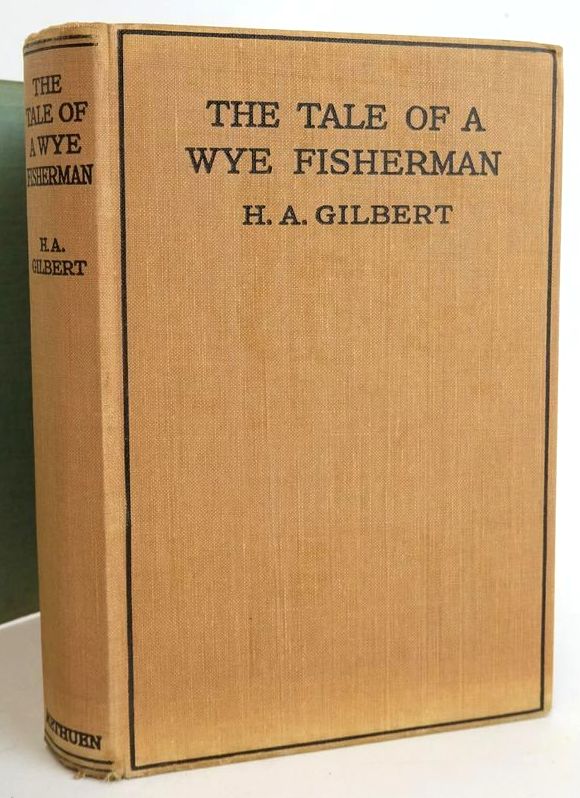 THE
TALE OF
A WYE
FISHERMAN
H. A.
GILBERT
METHUEN
THE TALE OF A
WYE FISHERMAN
H. A. GILBERT